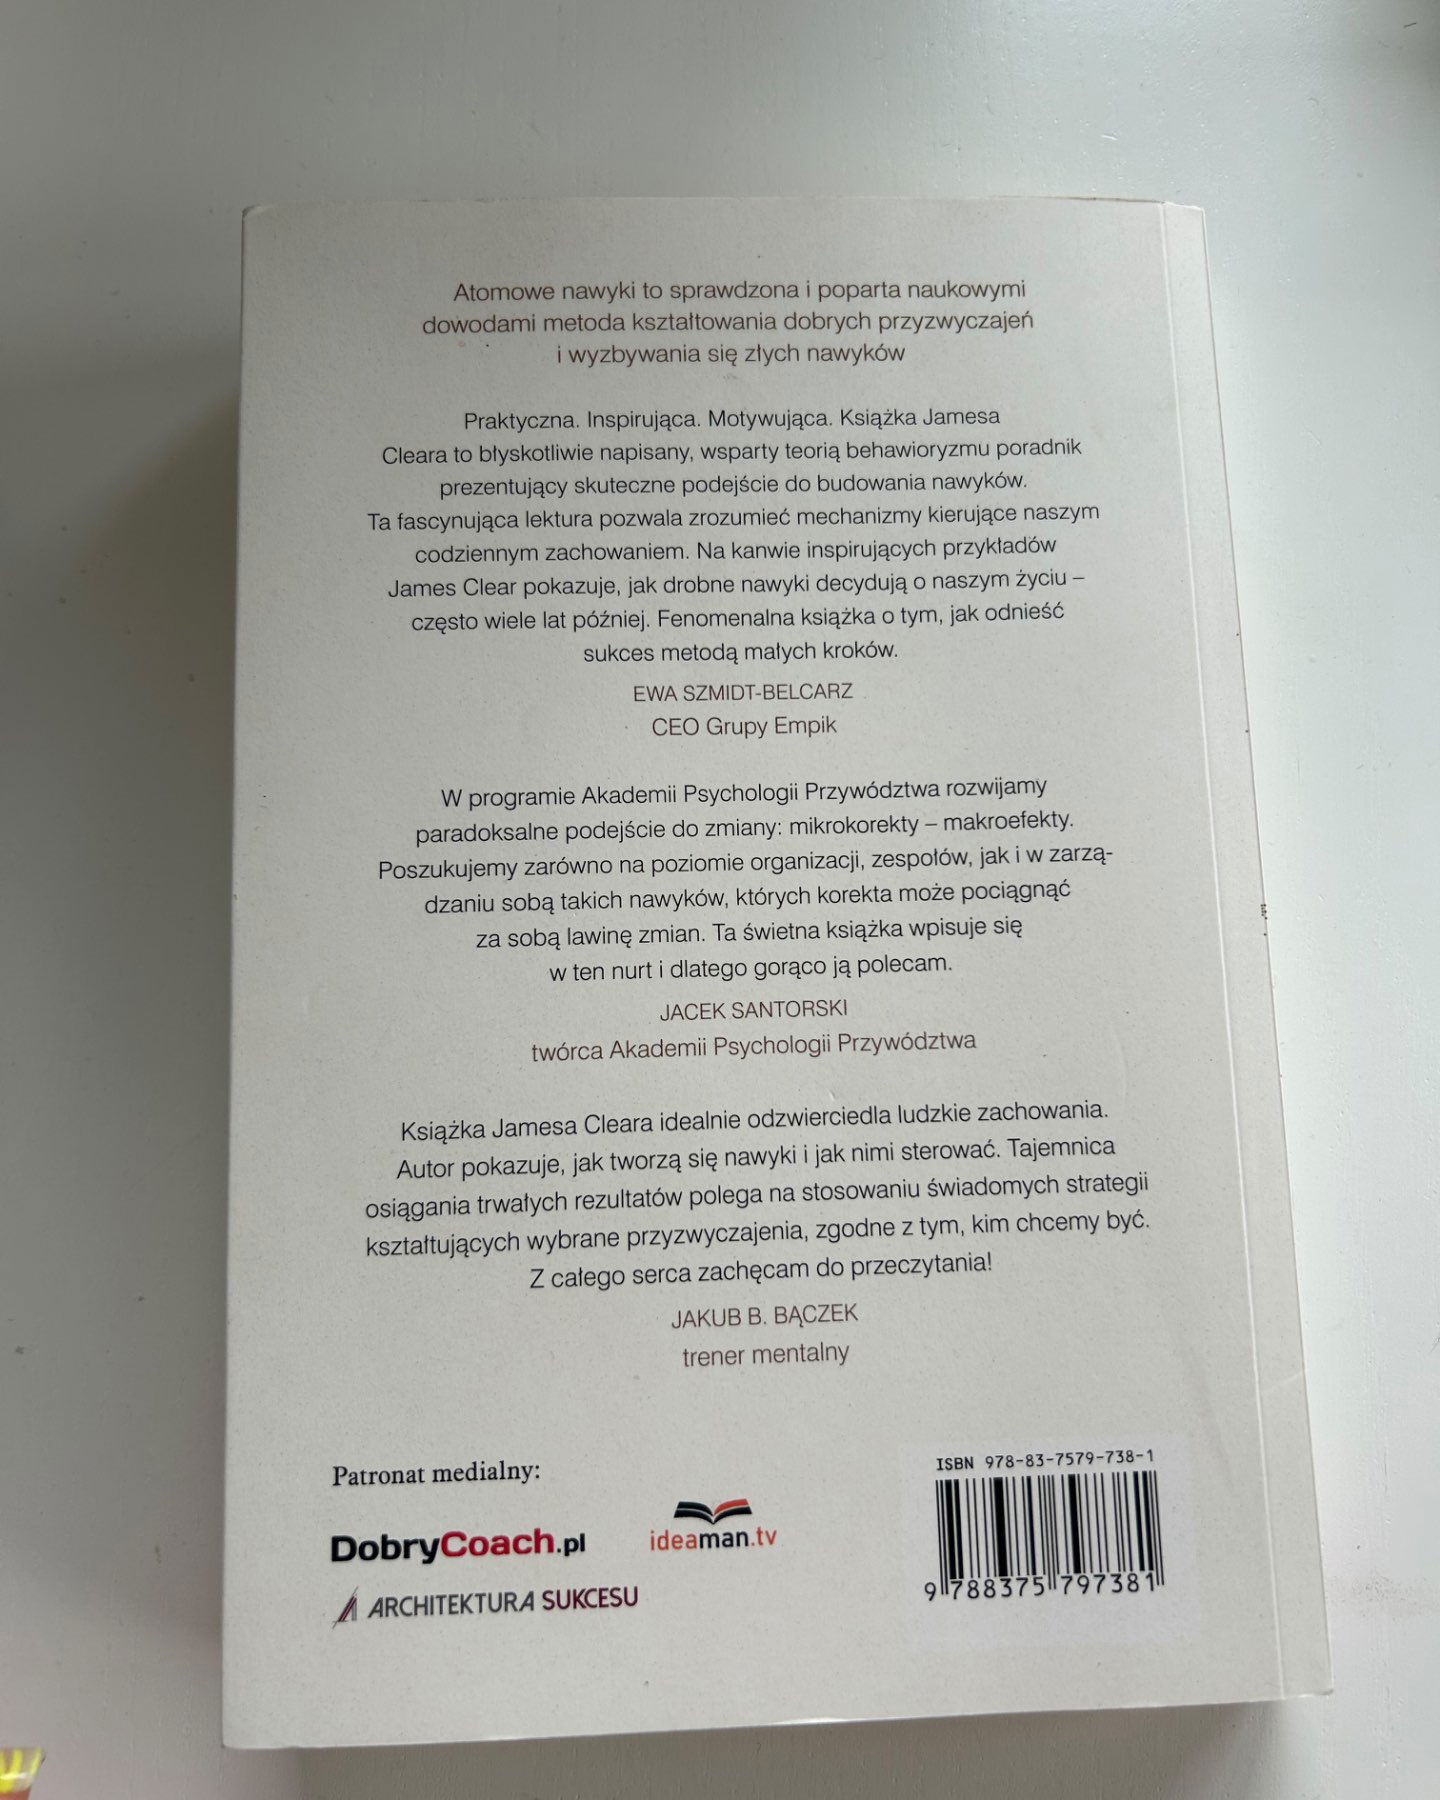 Atomowe nawyki to sprawdzona i poparta naukowymi
dowodami metoda kształtowania dobrych przyzwyczajeń
i wyzbywania się złych nawyków
Praktyczna. Inspirująca. Motywująca. Książka Jamesa
Cleara to błyskotliwie napisany, wsparty teorią behawioryzmu poradnik
prezentujący skuteczne podejście do budowania nawyków.
Ta fascynująca lektura pozwala zrozumieć mechanizmy kierujące naszym
codziennym zachowaniem. Na kanwie inspirujących przykładów
James Clear pokazuje, jak drobne nawyki decydują o naszym życiu –
często wiele lat później. Fenomenalna książka o tym, jak odnieść
sukces metodą małych kroków.
EWA SZMIDT-BELCARZ
CEO Grupy Empik
W programie Akademii Psychologii Przywództwa rozwijamy
paradoksalne podejście do zmiany: mikrokorekty – makroefekty.
Poszukujemy zarówno na poziomie organizacji, zespołów, jak i w zarzą-
dzaniu sobą takich nawyków, których korekta może pociągnąć
za sobą lawinę zmian. Ta świetna książka wpisuje się
w ten nurt i dlatego gorąco ją polecam.
JACEK SANTORSKI
twórca Akademii Psychologii Przywództwa
Książka Jamesa Cleara idealnie odzwierciedla ludzkie zachowania.
Autor pokazuje, jak tworzą się nawyki i jak nimi sterować. Tajemnica
osiągania trwałych rezultatów polega na stosowaniu świadomych strategii
kształtujących wybrane przyzwyczajenia, zgodne z tym, kim chcemy być.
Z całego serca zachęcam do przeczytania!
JAKUB B. BĄCZEK
trener mentalny
Patronat medialny:
DobryCoach.pl
ideaman.tv
ARCHITEKTURA SUKCESU
ISBN 978-83-7579-738-1
9 788375 797381